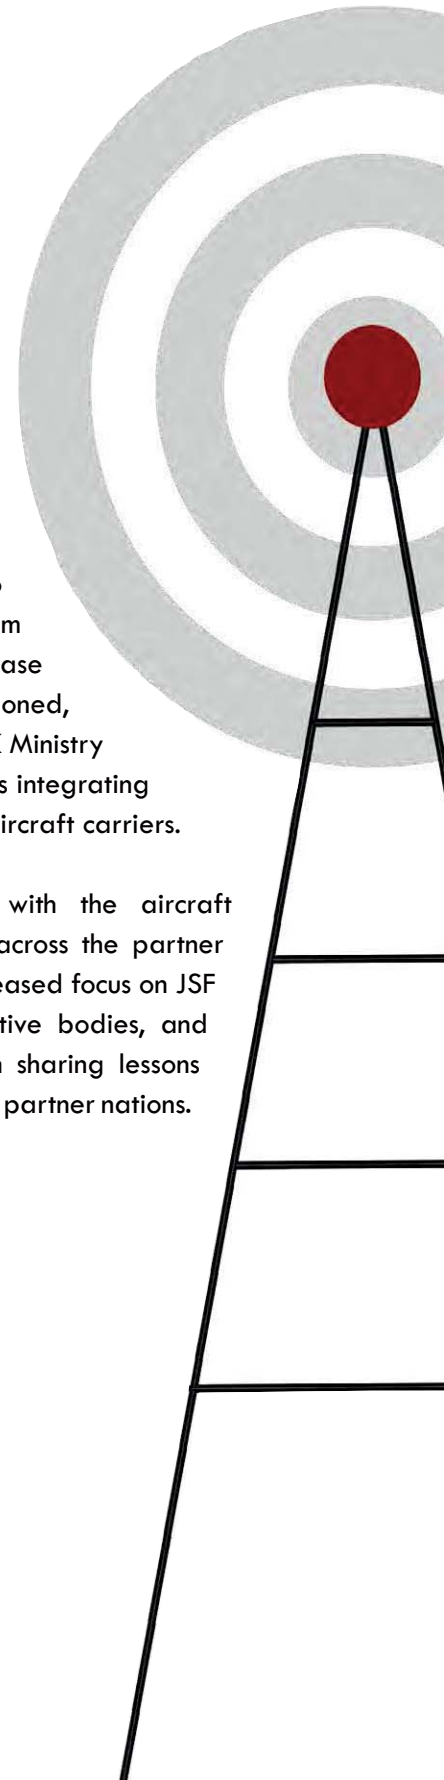 m
ase
oned,
Ministry
s integrating
ircraft carriers.
with the aircraft
across the partner
eased focus on JSF
tive bodies, and
sharing lessons
partner nations.